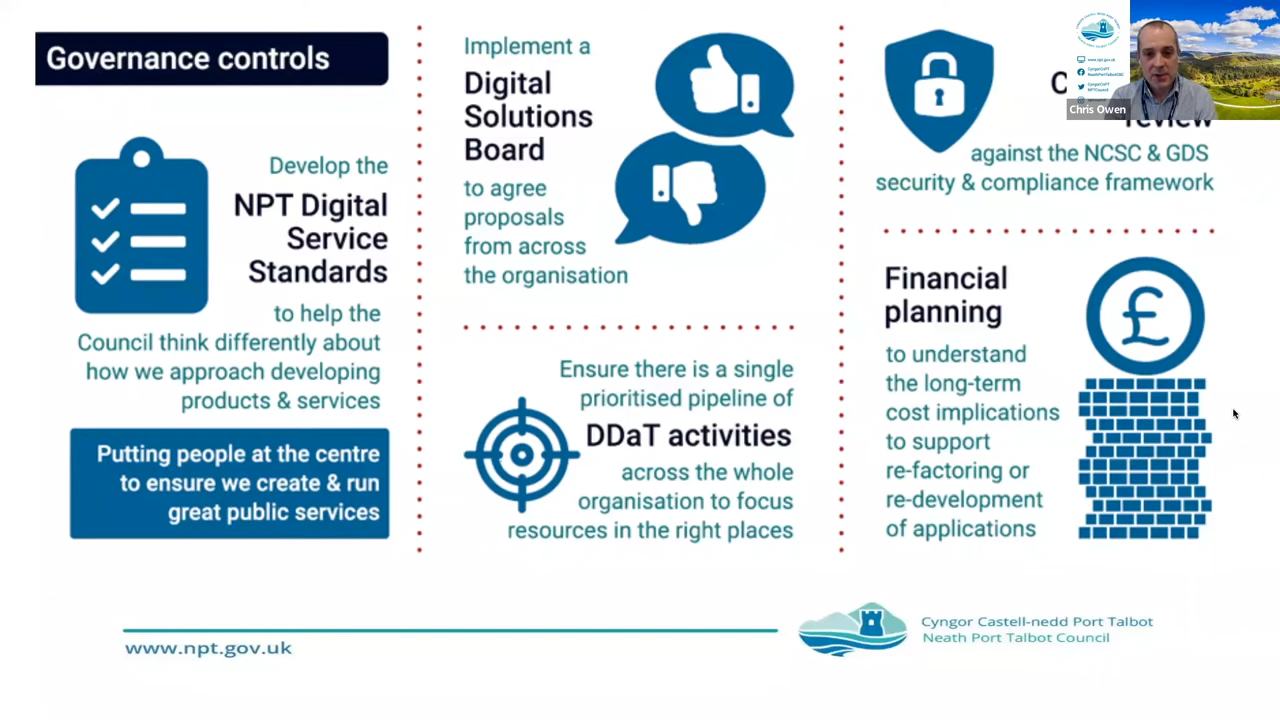 Governance controls
Develop the
NPT Digital
Service
Standards
to help the
Council think differently about
how we approach developing
products & services
Putting people at the centre
to ensure we create & run
great public services
Implement a
Digital
Solutions
Board
to agree
proposals
from across
the organisation
Ensure there is a single
prioritised pipeline of
DDaT activities
across the whole
organisation to focus
resources in the right places
review
against the NCSC & GDS
security & compliance framework
Financial
planning
to understand
the long-term
cost implications
to support
re-factoring or
re-development
of applications
£
www.npt.gov.uk
Cyngor Castell-nedd Port Talbot
Neath Port Talbot Council
www.npt.gov.uk
Chris Owen